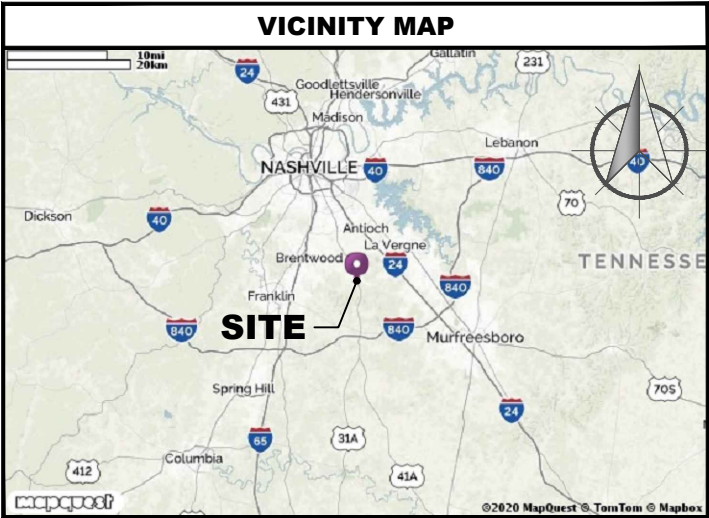 VICINITY MAP
10mi
20km
Gallatin
24
231
Goodlettsville
431
Hendersonville
Madison
Lebanon
NASHVILLE
40
840
40
70
Dickson
40
Antioch
La Vergne
Brentwood
24
TENNESSE
840
Franklin
SITE
840
840
Murfreesboro
Spring Hill
70S
24
65
31A
Columbia
412
41A
mapquest
©2020 MapQuest © TomTom © Mapbox